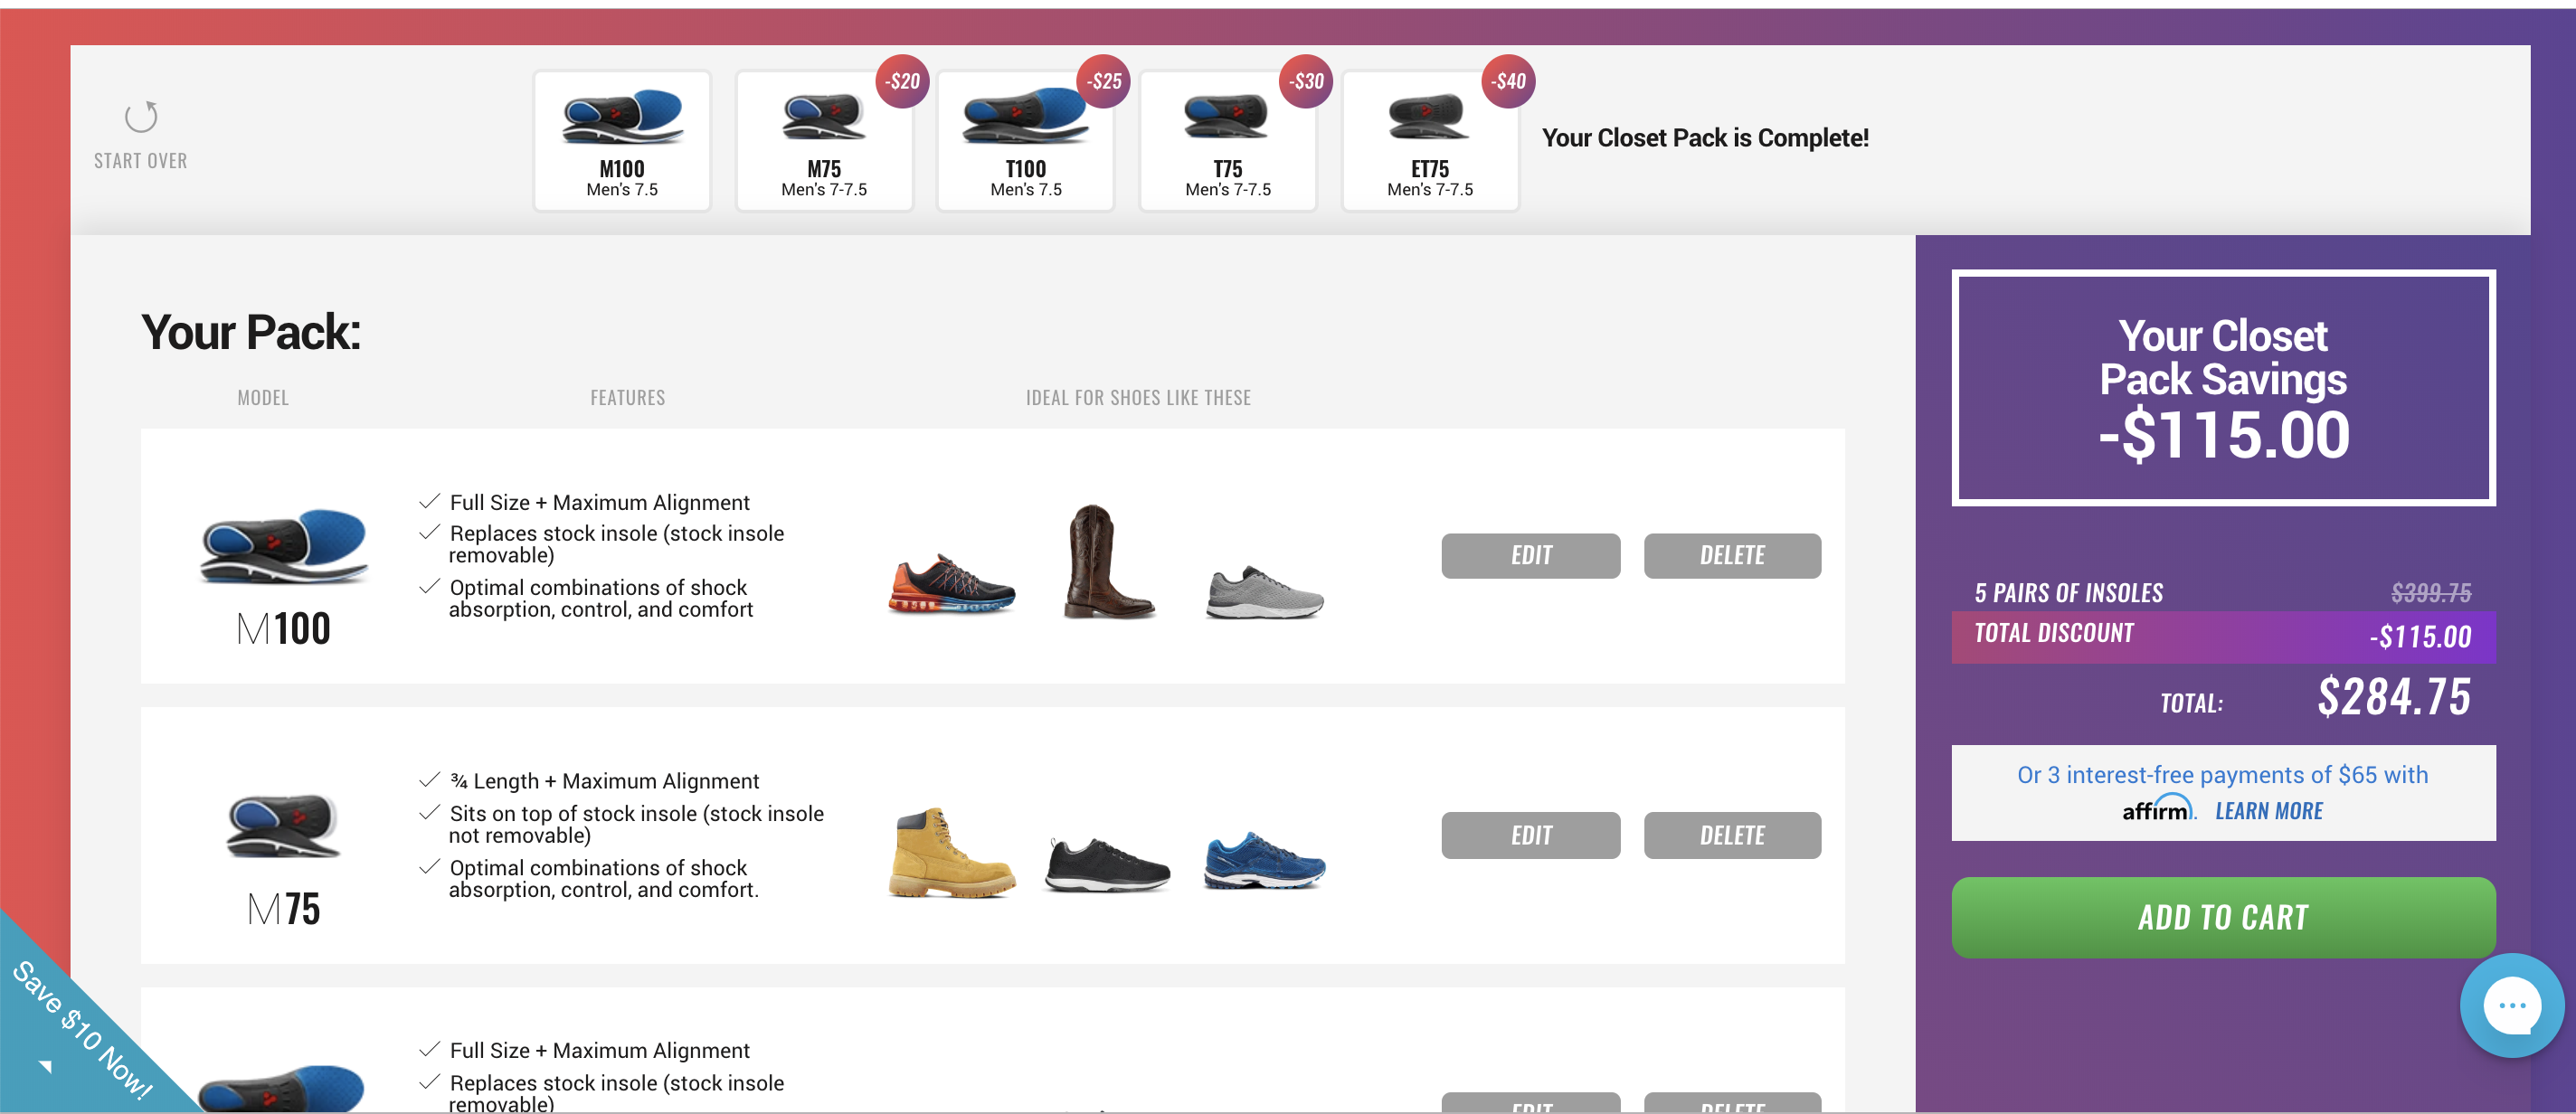 START OVER
M100
Men's 7.5
-$20
M75
Men's 7-7.5
-$25
T100
Men's 7.5
-$30
T75
Men's 7-7.5
-$40
ET75
Men's 7-7.5
Your Closet Pack is Complete!
Your Pack:
MODEL
FEATURES
IDEAL FOR SHOES LIKE THESE
M100
Full Size + Maximum Alignment
Replaces stock insole (stock insole
removable)
Optimal combinations of shock
absorption, control, and comfort
EDIT
DELETE
M75
¾ Length + Maximum Alignment
Sits on top of stock insole (stock insole
not removable)
Optimal combinations of shock
absorption, control, and comfort.
EDIT
DELETE
Full Size + Maximum Alignment
Replaces stock insole (stock insole
removable)
EDIT
DELETE
Your Closet
Pack Savings
-$115.00
5 PAIRS OF INSOLES
$399.75
TOTAL DISCOUNT
-$115.00
TOTAL:
$284.75
Or 3 interest-free payments of $65 with
affirm. LEARN MORE
ADD TO CART
Save $10 Now!